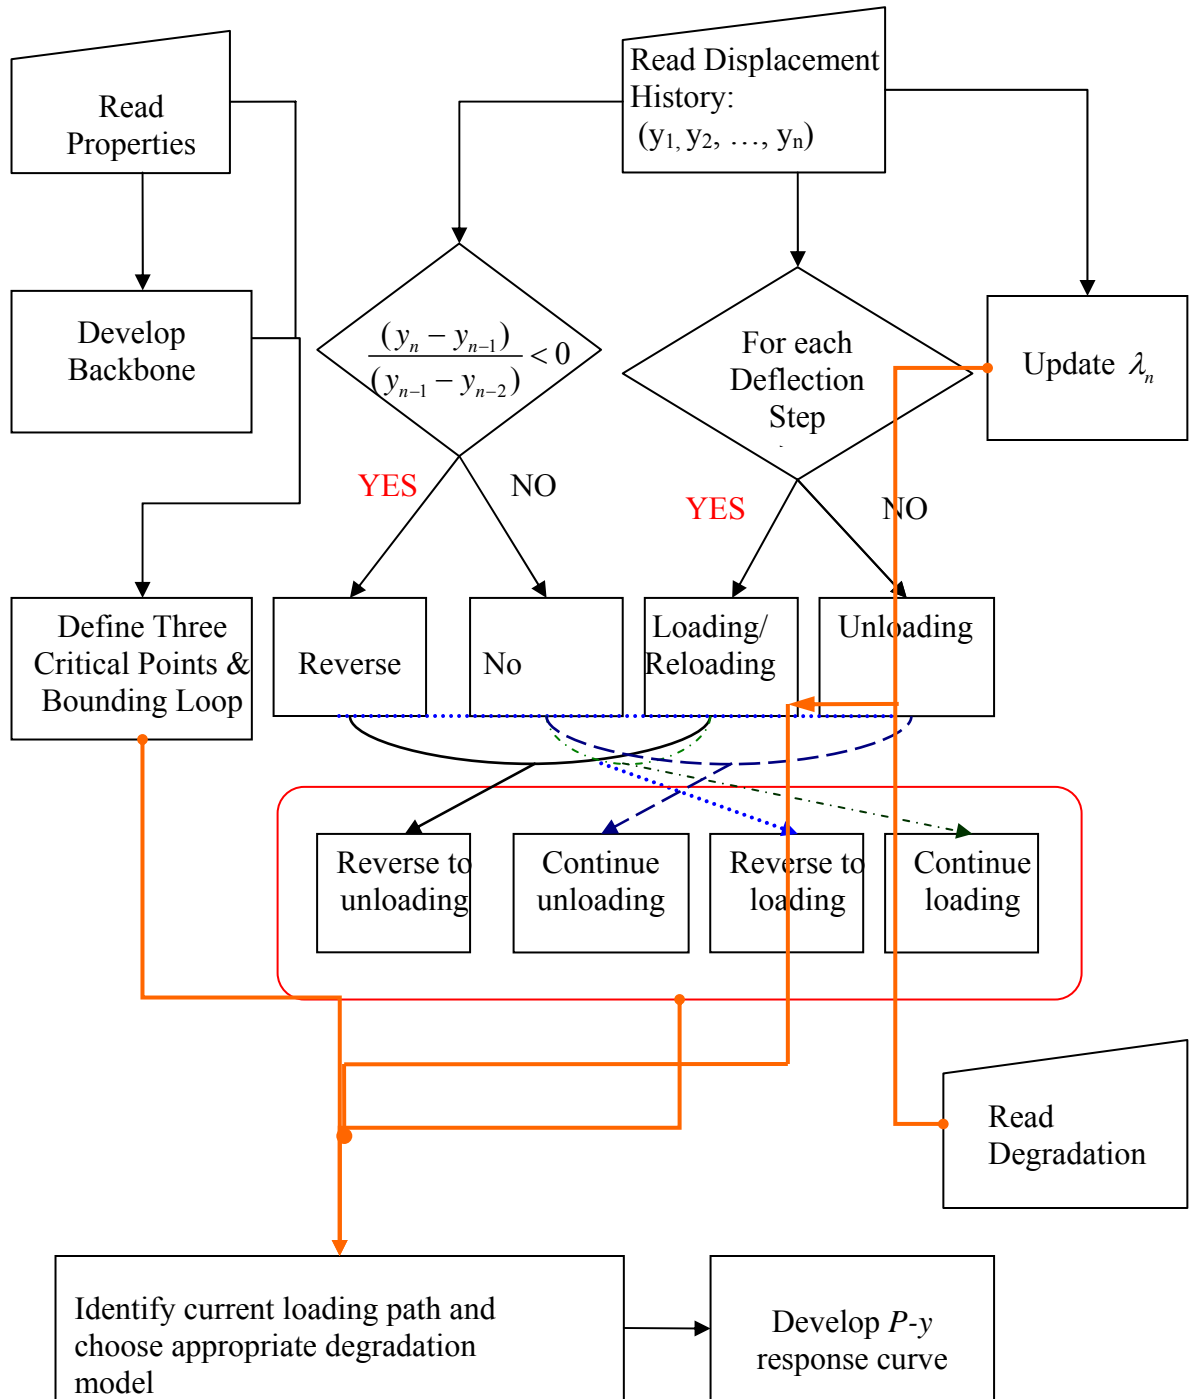 Read
Properties
Read Displacement
History:
(y₁, y₂, …, yₙ)
Develop
Backbone
(yₙ − yₙ₋₁)
/ (yₙ₋₁ − yₙ₋₂) < 0
For each
Deflection
Step
Update λₙ
YES
NO
YES
NO
Define Three
Critical Points &
Bounding Loop
Reverse
No
Loading/
Reloading
Unloading
Reverse to
unloading
Continue
unloading
Reverse to
loading
Continue
loading
Read
Degradation
Identify current loading path and
choose appropriate degradation
model
Develop P-y
response curve